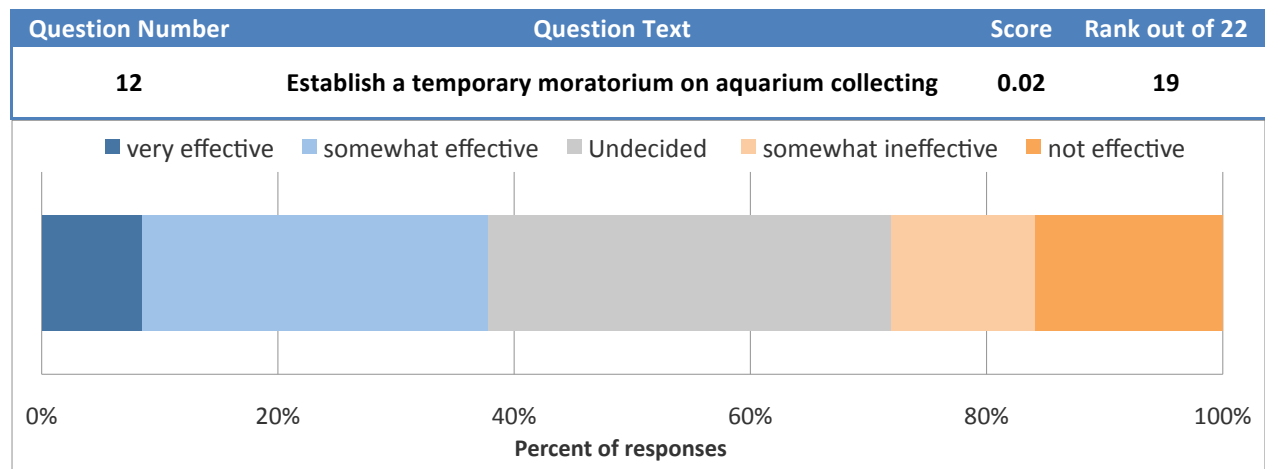 Question Number Question Text Score Rank out of 22
12 Establish a temporary moratorium on aquarium collecting 0.02 19
very effective somewhat effective Undecided somewhat ineffective not effective
0% 20% 40% 60% 80% 100%
Percent of responses